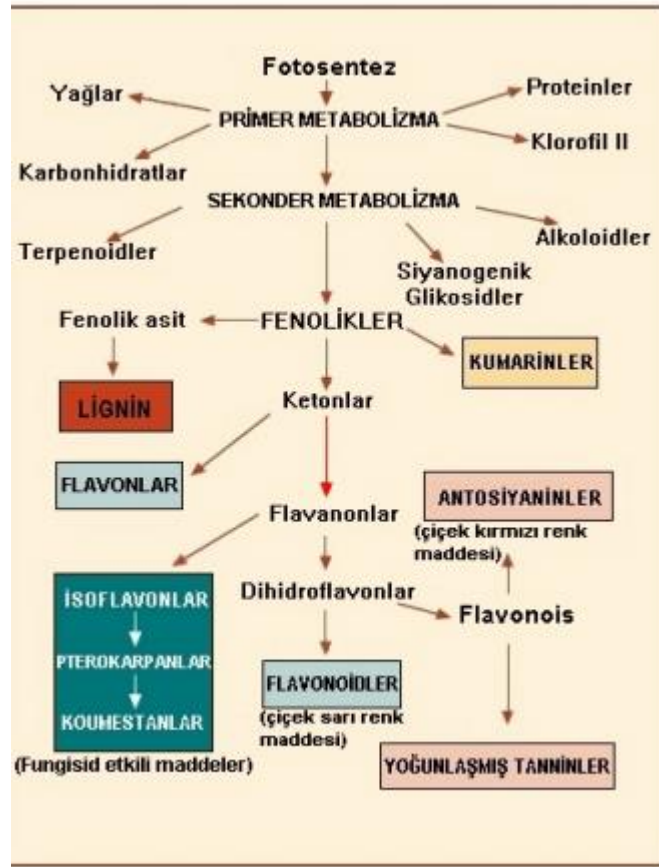 Fotosentez
Yağlar
Proteinler
PRİMER METABOLİZMA
Klorofil II
Karbonhidratlar
SEKONDER METABOLİZMA
Terpenoidler
Alkoloidler
Siyanogenik
Glikosidler
Fenolik asit
FENOLİKLER
KUMARİNLER
LİGNİN
Ketonlar
FLAVONLAR
ANTOSİYANİNLER
(çiçek kırmızı renk
maddesi)
Flavanonlar
İSOFLAVONLAR
Dihidroflavonlar
Flavonois
PTEROKARPANLAR
FLAVONOİDLER
KOUMESTANLAR
(çiçek sarı renk
maddesi)
(Fungisid etkili maddeler)
YOĞUNLAŞMIŞ TANNİNLER